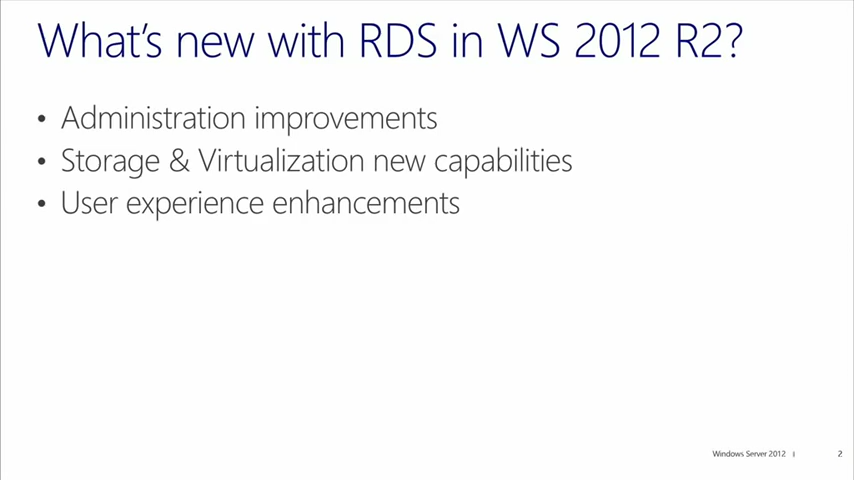 What's new with RDS in WS 2012 R2?
• Administration improvements
• Storage & Virtualization new capabilities
• User experience enhancements
Windows Server 2012 | 2